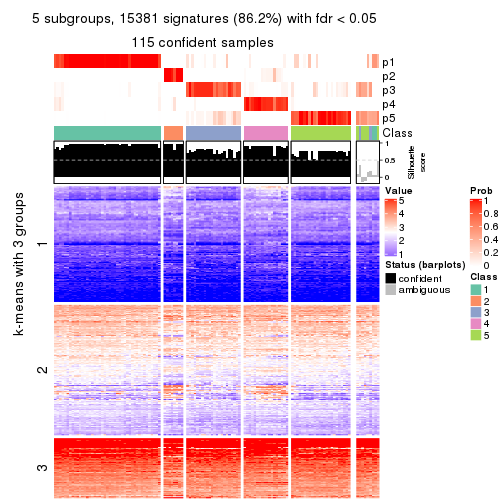 5 subgroups, 15381 signatures (86.2%) with fdr < 0.05
115 confident samples
p1
p2
p3
p4
p5
Class
1
0.5
0
Silhouette
score
k-means with 3 groups
1
2
3
Value
5
4
3
2
1
Status (barplots)
confident
ambiguous
Prob
1
0.8
0.6
0.4
0.2
0
Class
1
2
3
4
5